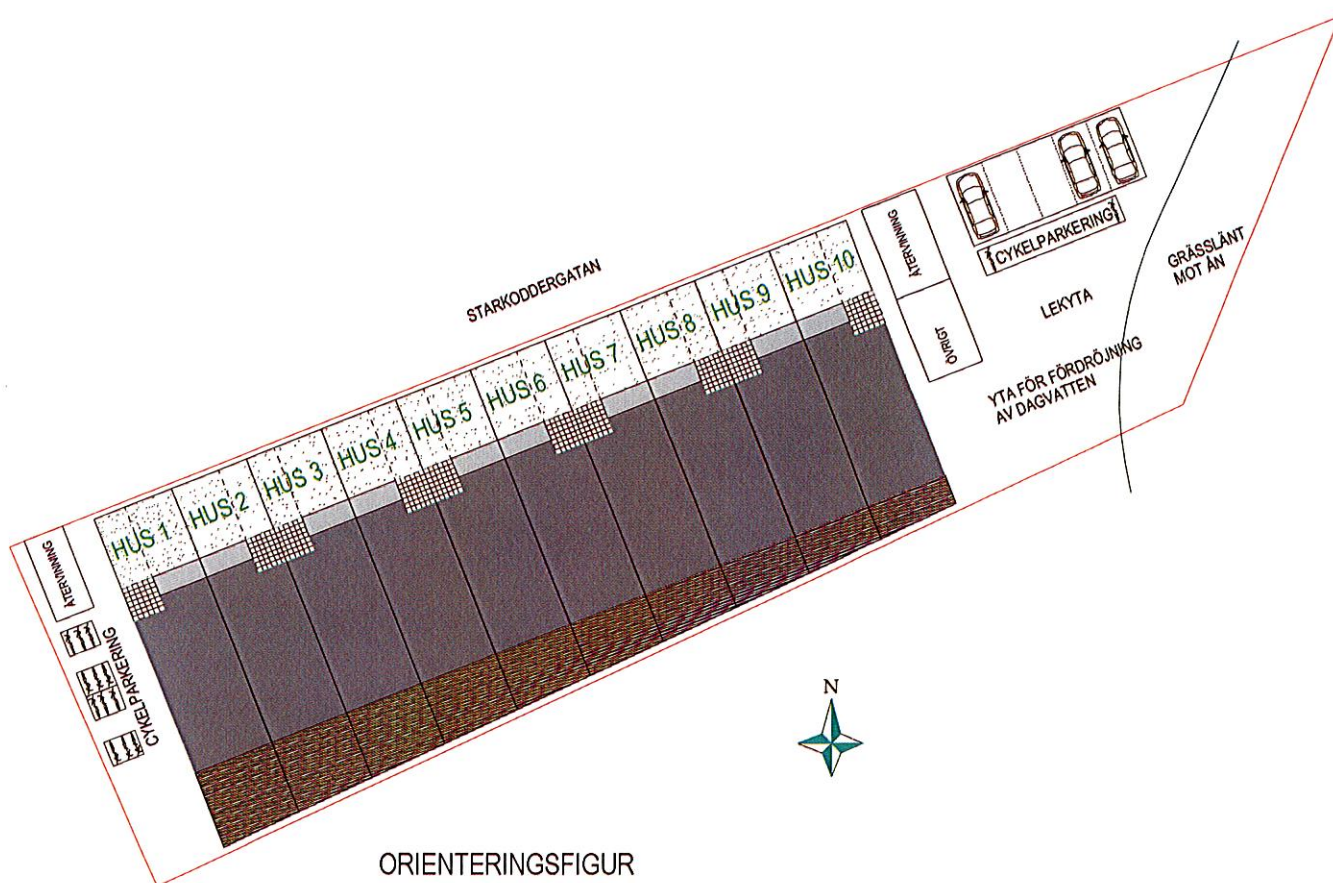 STARKODDERGATAN
HUS 1
HUS 2
HUS 3
HUS 4
HUS 5
HUS 6
HUS 7
HUS 8
HUS 9
HUS 10
ÅTERVINNING
CYKELPARKERING
ÅTERVINNING
ÖVRIGT
CYKELPARKERING
LEKYTA
GRÄSSLÄNT
MOT ÅN
YTA FÖR FÖRDRÖJNING
AV DAGVATTEN
N
ORIENTERINGSFIGUR